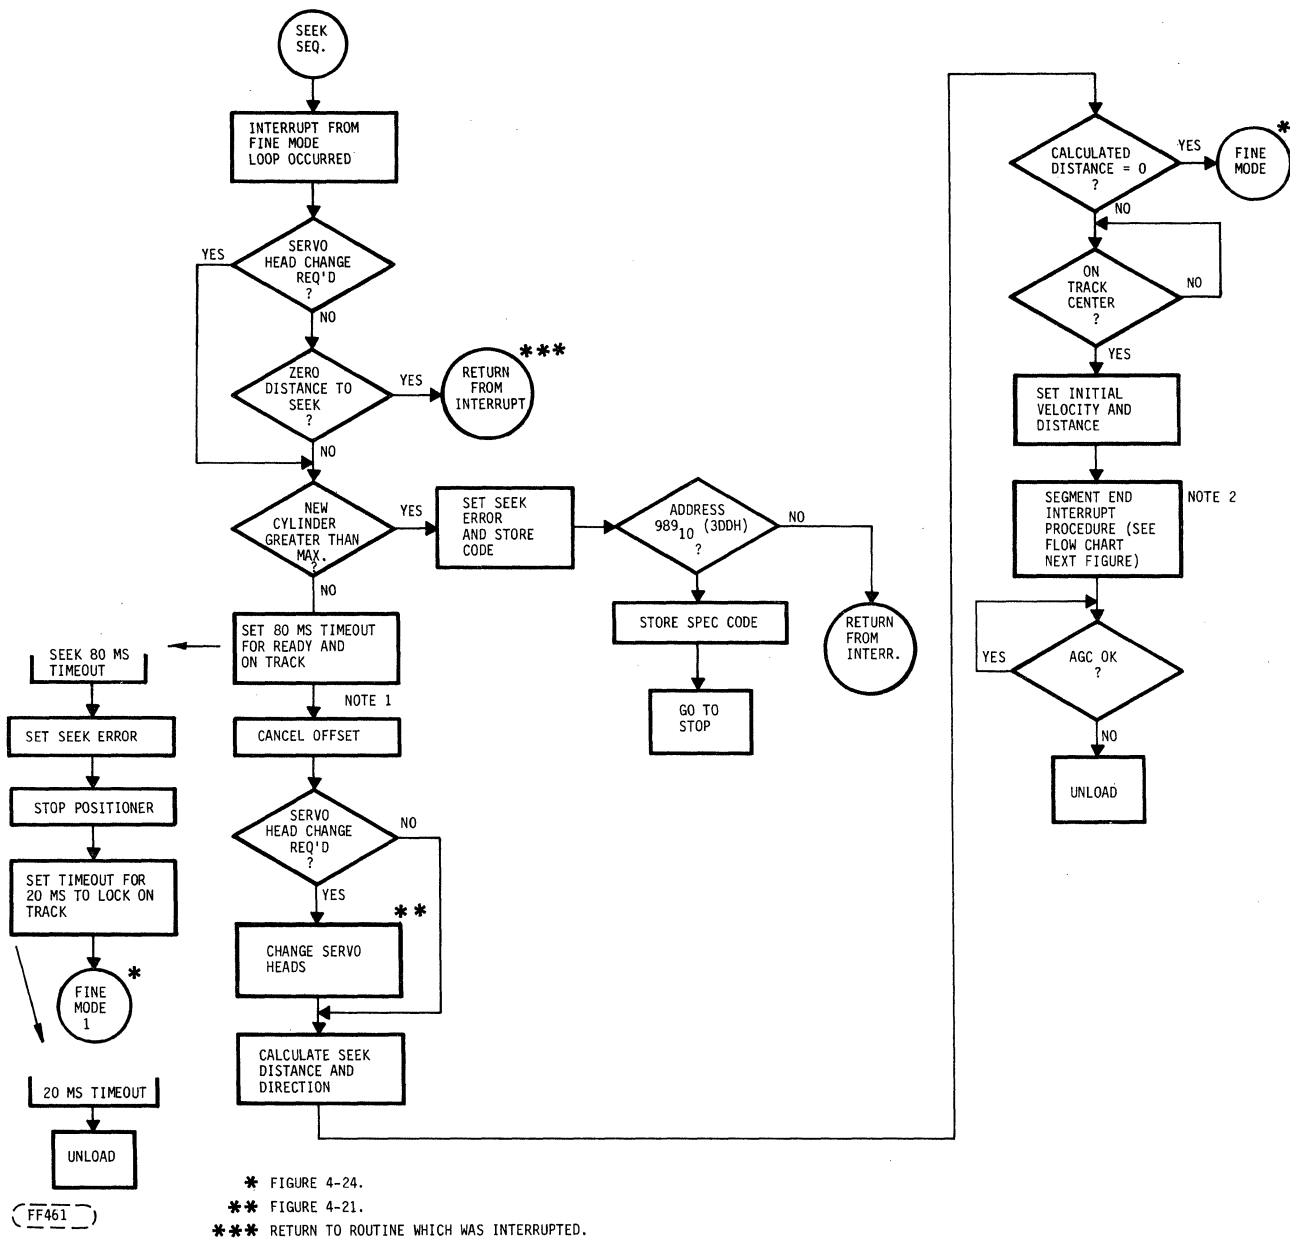 SEEK
SEQ.
INTERRUPT FROM
FINE MODE
LOOP OCCURRED
YES
SERVO
HEAD CHANGE
REQ'D
?
NO
ZERO
DISTANCE TO
SEEK
?
YES
***
RETURN
FROM
INTERRUPT
NO
NEW
CYLINDER
GREATER THAN
MAX.
?
YES
SET SEEK
ERROR
AND STORE
CODE
ADDRESS
989₁₀ (3DDH)
?
NO
STORE SPEC CODE
GO TO
STOP
RETURN
FROM
INTERR.
NO
SET 80 MS TIMEOUT
FOR READY AND
ON TRACK
NOTE 1
CANCEL OFFSET
SERVO
HEAD CHANGE
REQ'D
?
NO
YES
**
CHANGE SERVO
HEADS
CALCULATE SEEK
DISTANCE AND
DIRECTION
SEEK 80 MS
TIMEOUT
SET SEEK ERROR
STOP POSITIONER
SET TIMEOUT FOR
20 MS TO LOCK ON
TRACK
*
FINE
MODE
1
20 MS TIMEOUT
UNLOAD
CALCULATED
DISTANCE = 0
?
YES
*
FINE
MODE
NO
ON
TRACK
CENTER
?
NO
YES
SET INITIAL
VELOCITY AND
DISTANCE
SEGMENT END
INTERRUPT
PROCEDURE (SEE
FLOW CHART
NEXT FIGURE)
NOTE 2
AGC OK
?
YES
NO
UNLOAD
* FIGURE 4-24.
** FIGURE 4-21.
*** RETURN TO ROUTINE WHICH WAS INTERRUPTED.
FF461